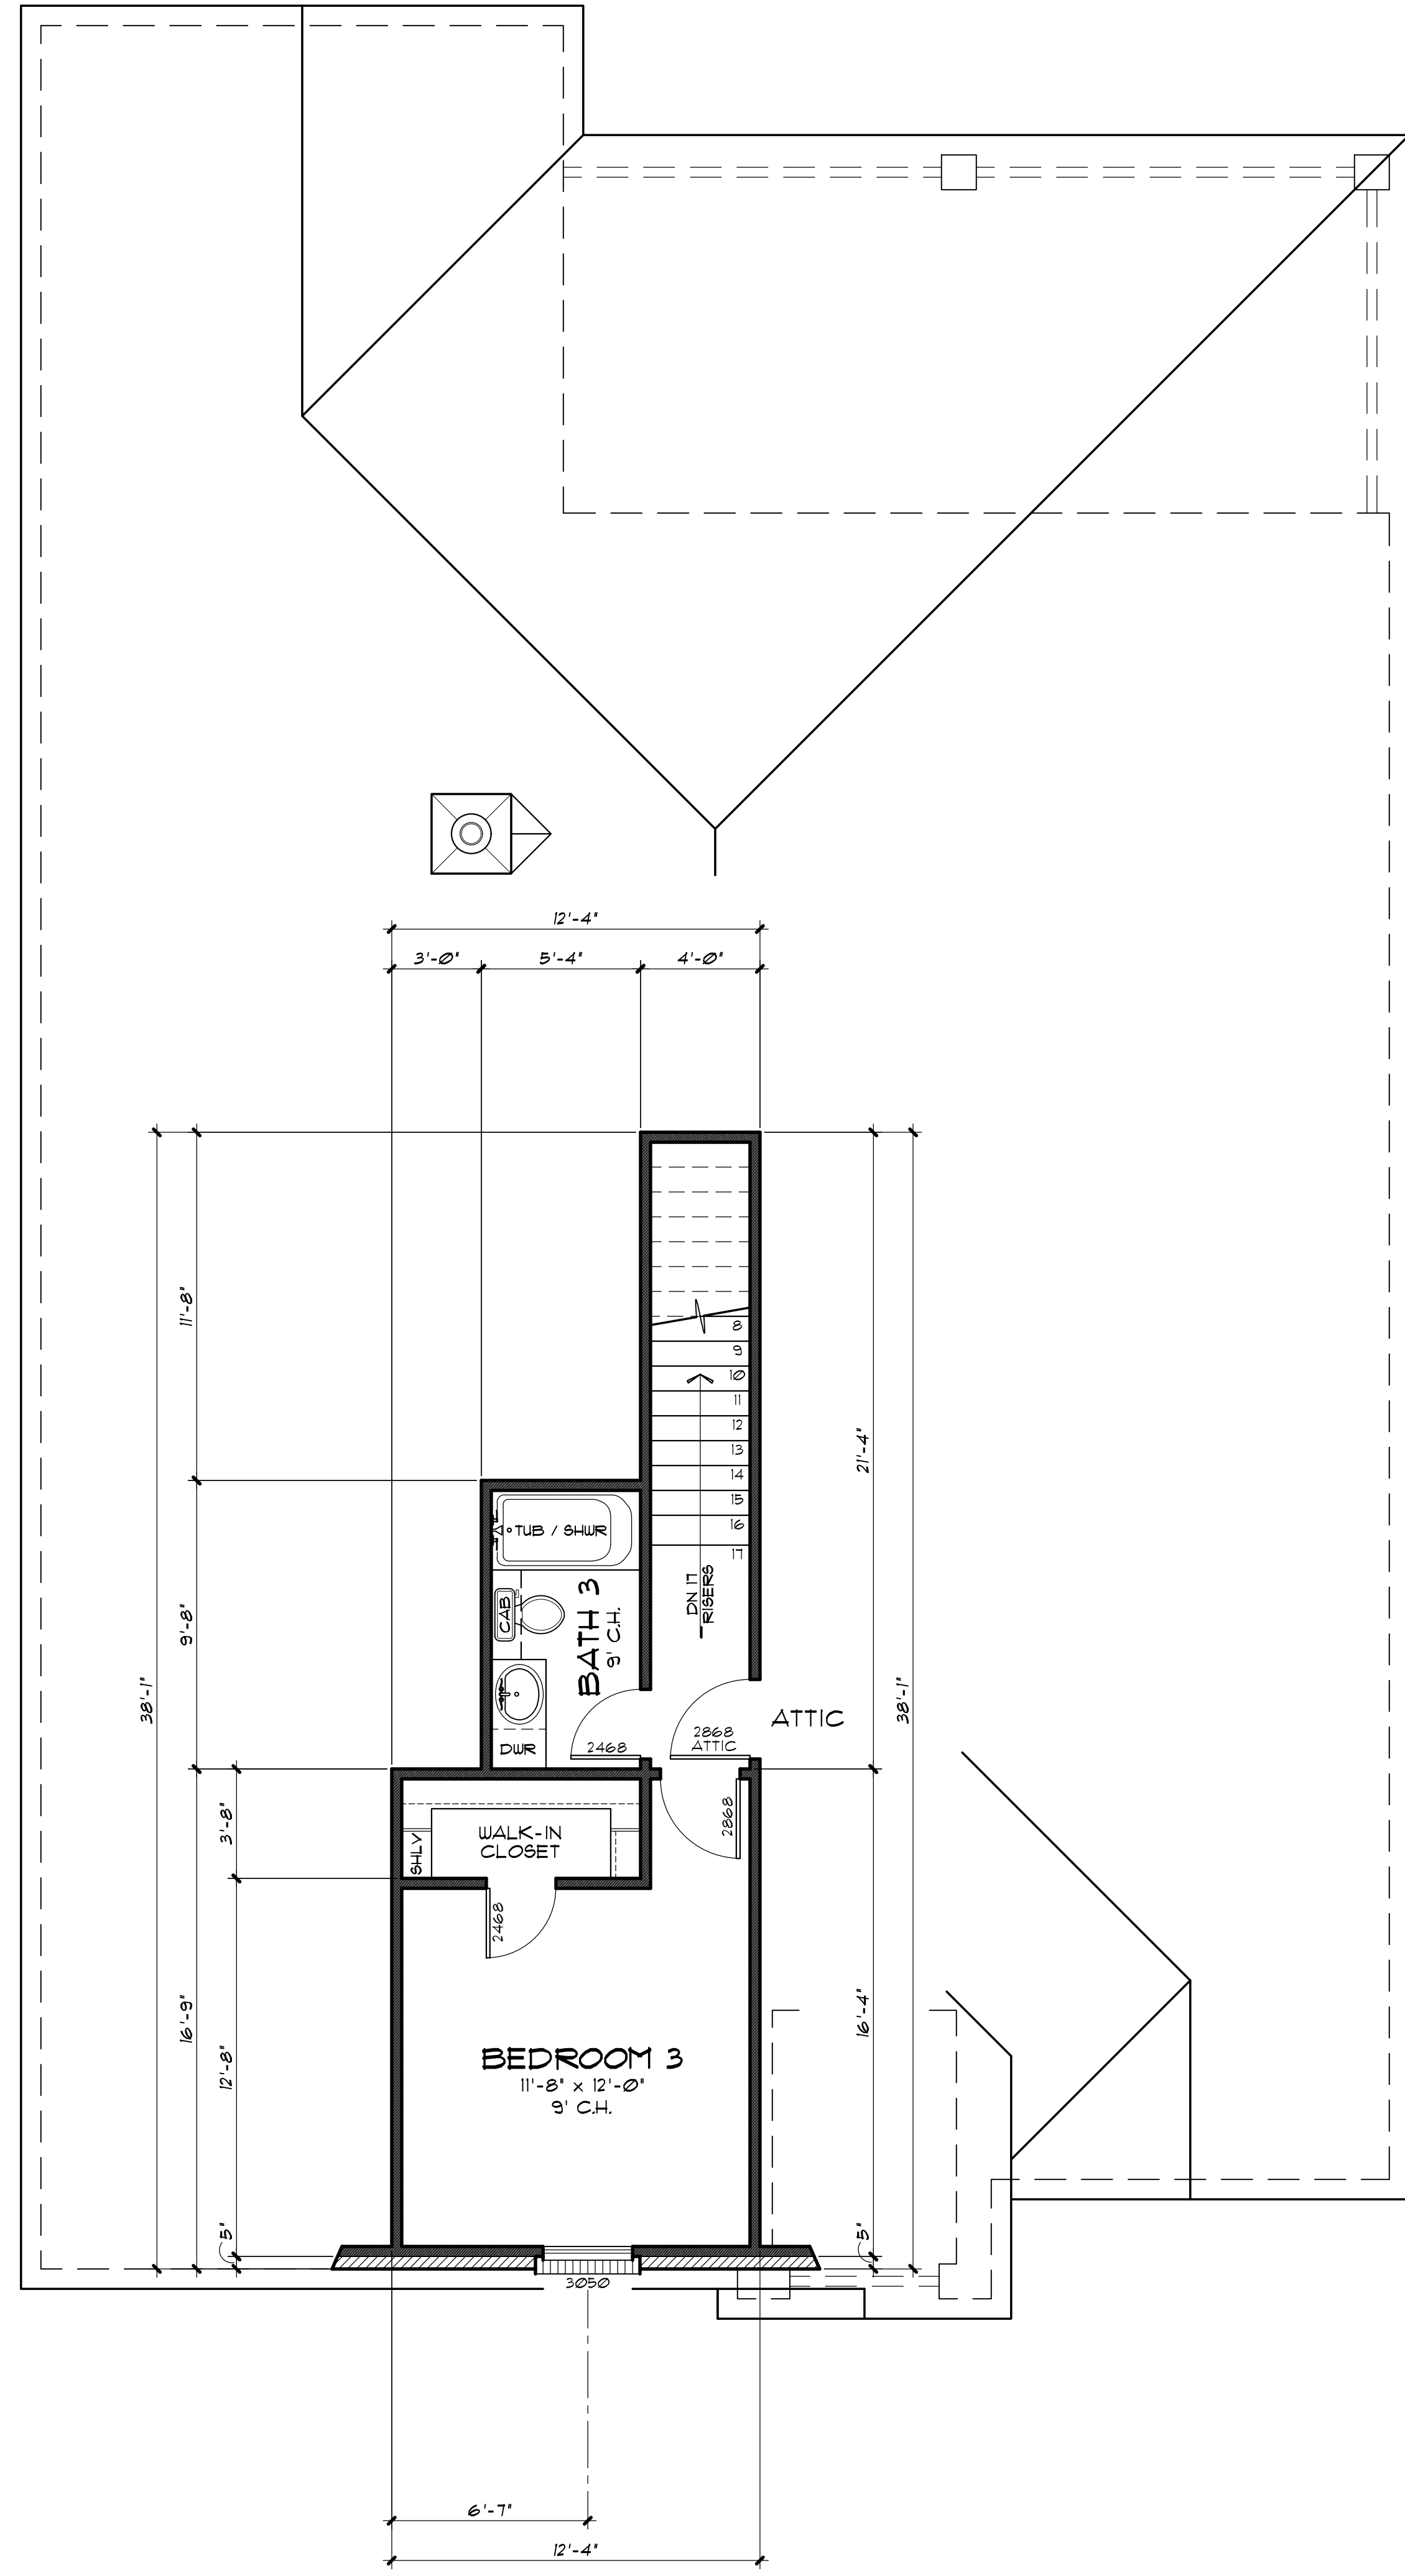 12'-4"
3'-0"
5'-4"
4'-0"
11'-8"
8
9
10
11
12
13
14
15
16
17
21'-4"
TUB / SHWR
DN 17
RISERS
CAB
BATH 3
9' C.H.
9'-8"
38'-1"
38'-1"
ATTIC
2468
2868
ATTIC
DWR
3'-8"
SHLV
WALK-IN
CLOSET
2868
2468
16'-9"
12'-8"
16'-4"
BEDROOM 3
11'-8" x 12'-0"
9' C.H.
5"
5"
3050
6'-7"
12'-4"